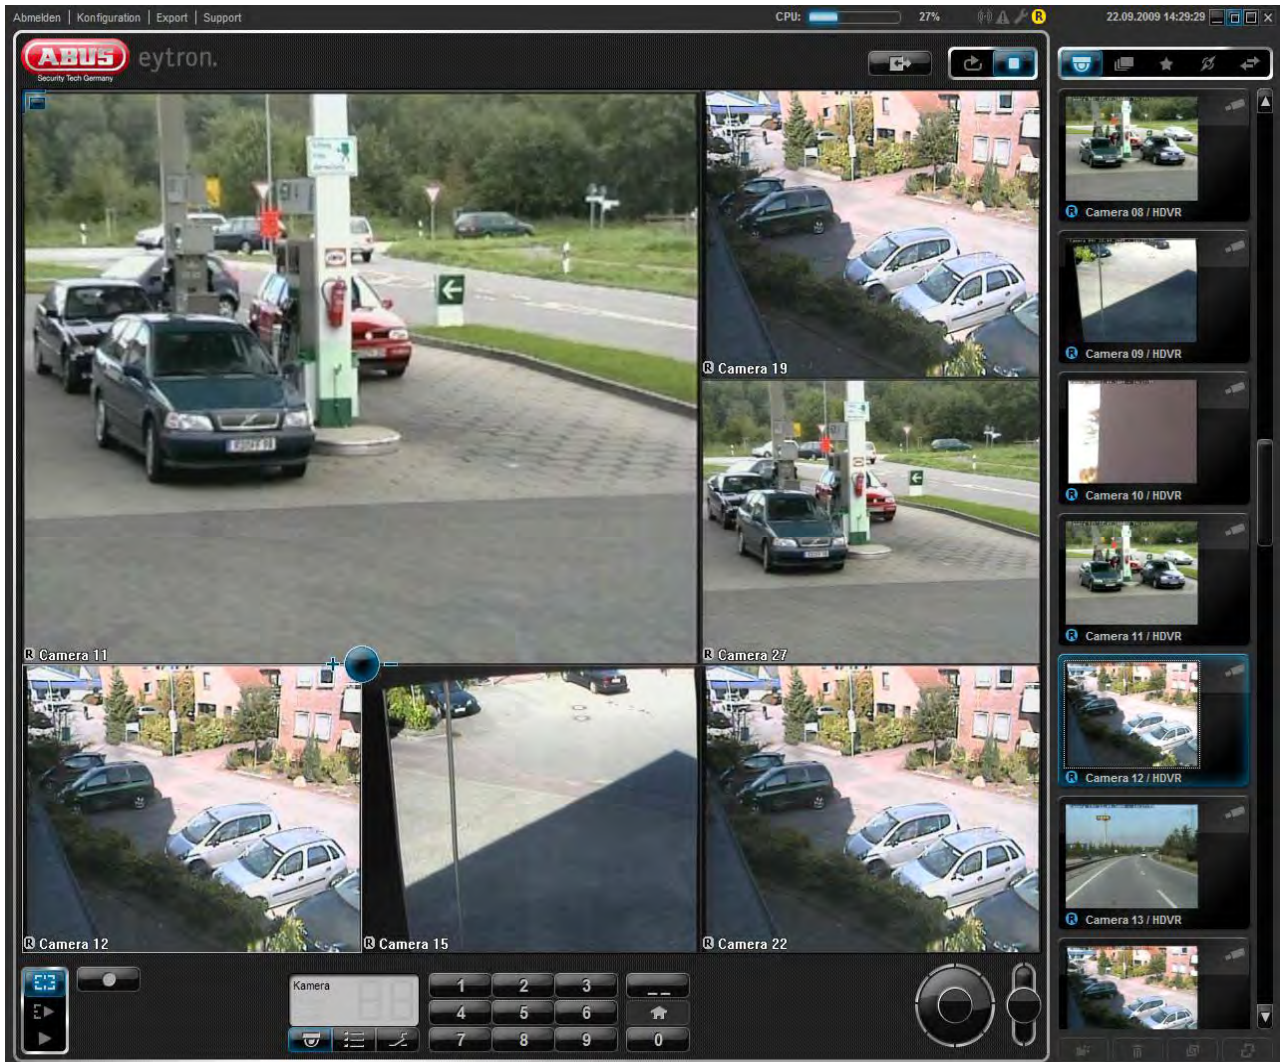 Abmelden | Konfiguration | Export | Support
CPU: 27%
R
22.09.2009 14:29:29
ABUS eytron.
Security Tech Germany
R Camera 11
R Camera 19
R Camera 27
R Camera 12
R Camera 15
R Camera 22
R Camera 08 / HDVR
R Camera 09 / HDVR
R Camera 10 / HDVR
R Camera 11 / HDVR
R Camera 12 / HDVR
R Camera 13 / HDVR
Kamera
1 2 3 _ _
4 5 6
7 8 9 0